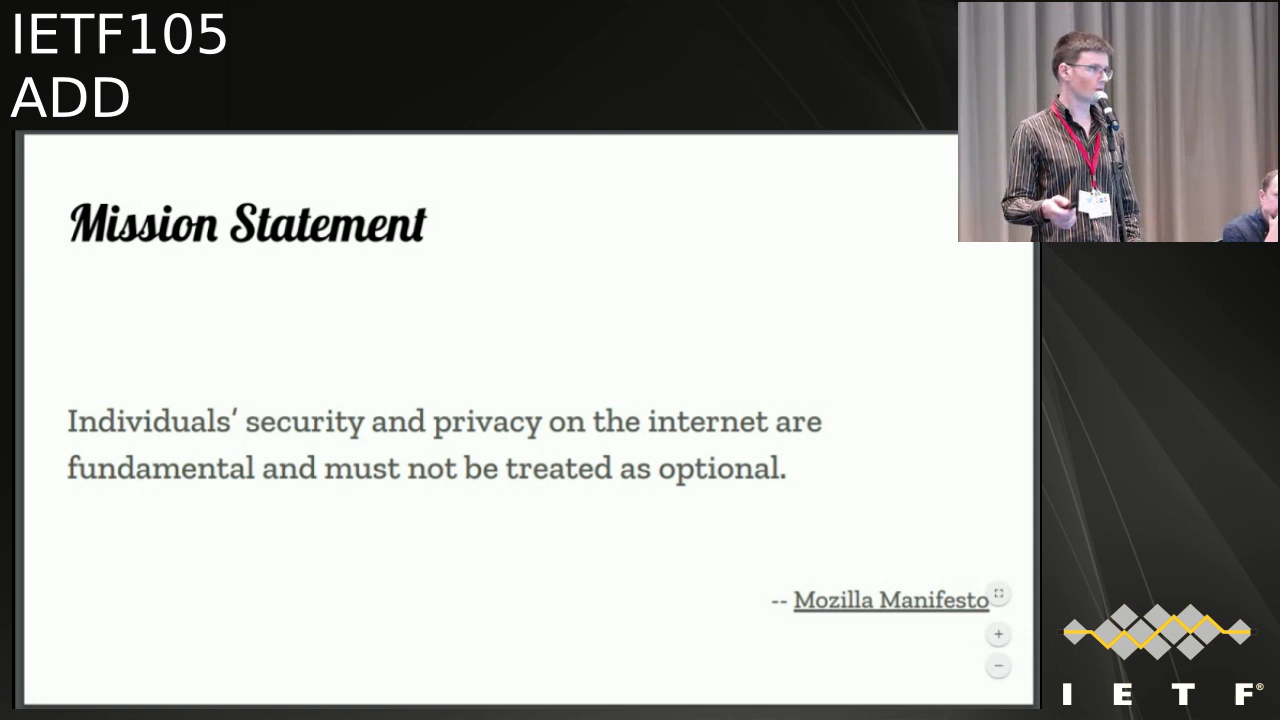 IETF105
ADD
Mission Statement
Individuals’ security and privacy on the internet are
fundamental and must not be treated as optional.
-- Mozilla Manifesto
I E T F®